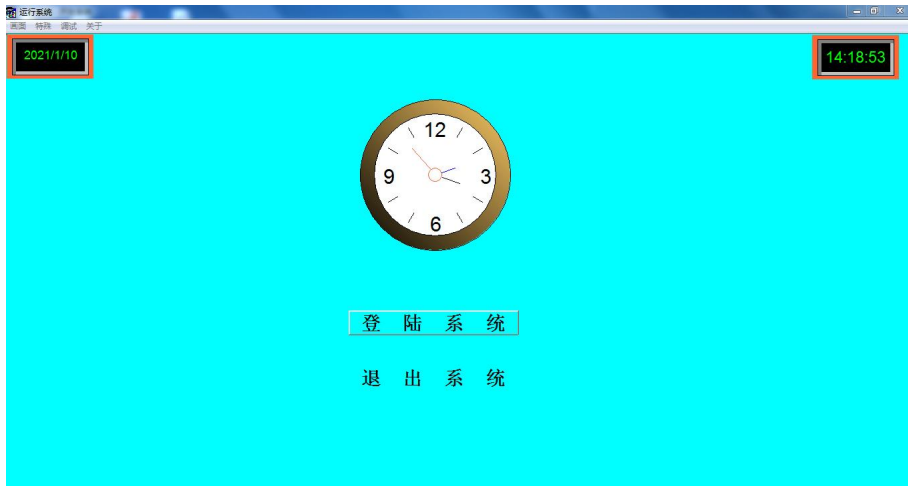 运行系统
画面 特殊 调试 关于
2021/1/10
14:18:53
12
9
3
6
登 陆 系 统
退 出 系 统